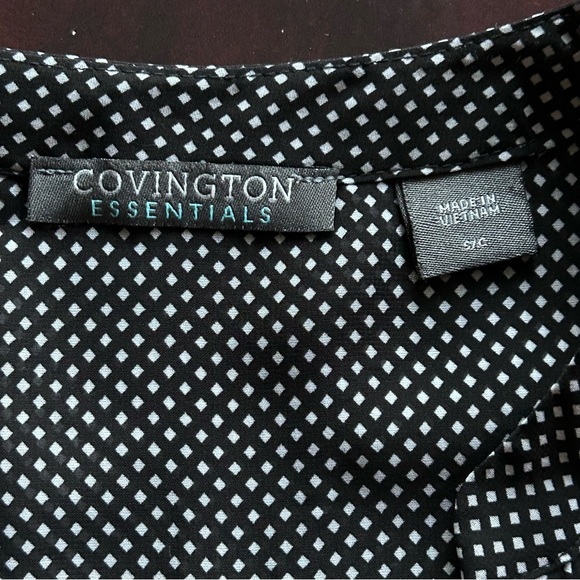 COVINGTON
ESSENTIALS
MADE IN
VIETNAM
S/C